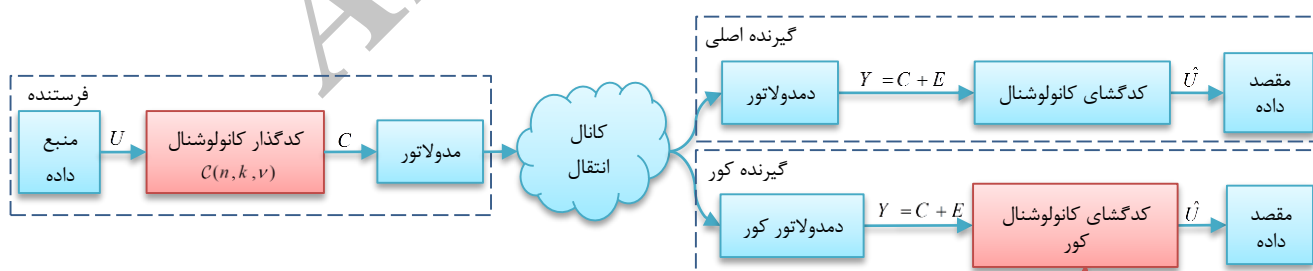 فرستنده
منبع
داده
U
کدگذار کانولوشنال
C(n,k,ν)
C
مدولاتور
کانال
انتقال
گیرنده اصلی
دمدولاتور
Y = C + E
کدگشای کانولوشنال
Û
مقصد
داده
گیرنده کور
دمدولاتور کور
Y = C + E
کدگشای کانولوشنال
کور
Û
مقصد
داده